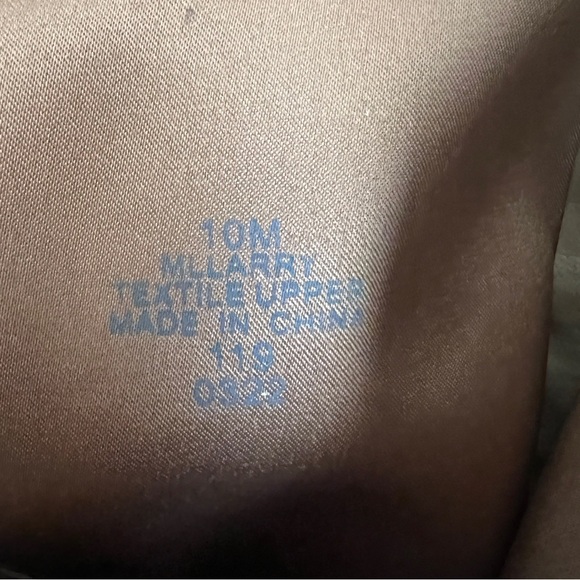 10M
MLLARRY
TEXTILE UPPER
MADE IN CHINA
119
0322